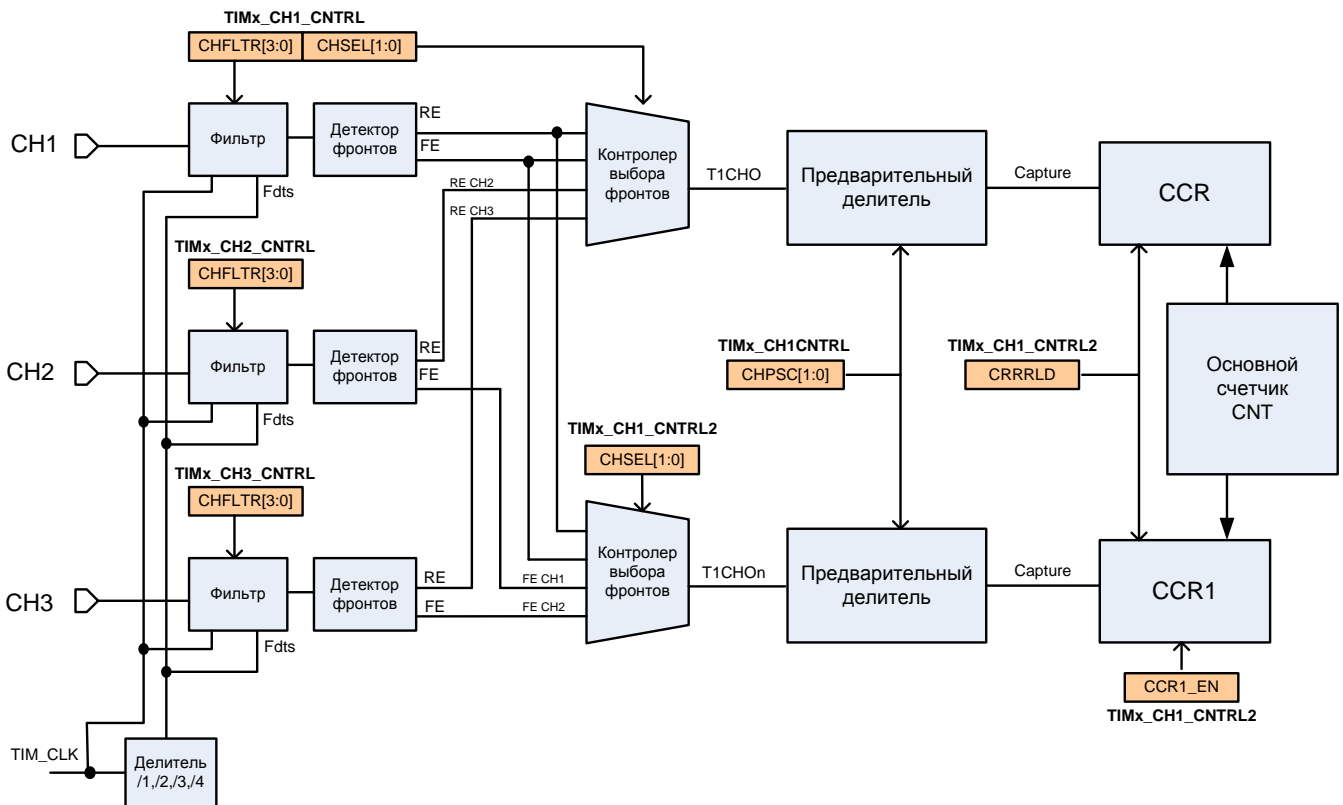 TIMx_CH1_CNTRL
CHFLTR[3:0]
CHSEL[1:0]
CH1
Фильтр
Fdts
Детектор
фронтов
RE
FE
RE CH2
RE CH3
Контролер
выбора
фронтов
T1CHO
Предварительный
делитель
Capture
CCR
TIMx_CH2_CNTRL
CHFLTR[3:0]
CH2
Фильтр
Fdts
Детектор
фронтов
RE
FE
TIMx_CH1CNTRL
CHPSC[1:0]
TIMx_CH1_CNTRL2
CRRRLD
Основной
счетчик
CNT
TIMx_CH1_CNTRL2
CHSEL[1:0]
TIMx_CH3_CNTRL
CHFLTR[3:0]
CH3
Фильтр
Fdts
Детектор
фронтов
RE
FE
FE CH1
FE CH2
Контролер
выбора
фронтов
T1CHOn
Предварительный
делитель
Capture
CCR1
CCR1_EN
TIMx_CH1_CNTRL2
TIM_CLK
Делитель
/1,/2,/3,/4